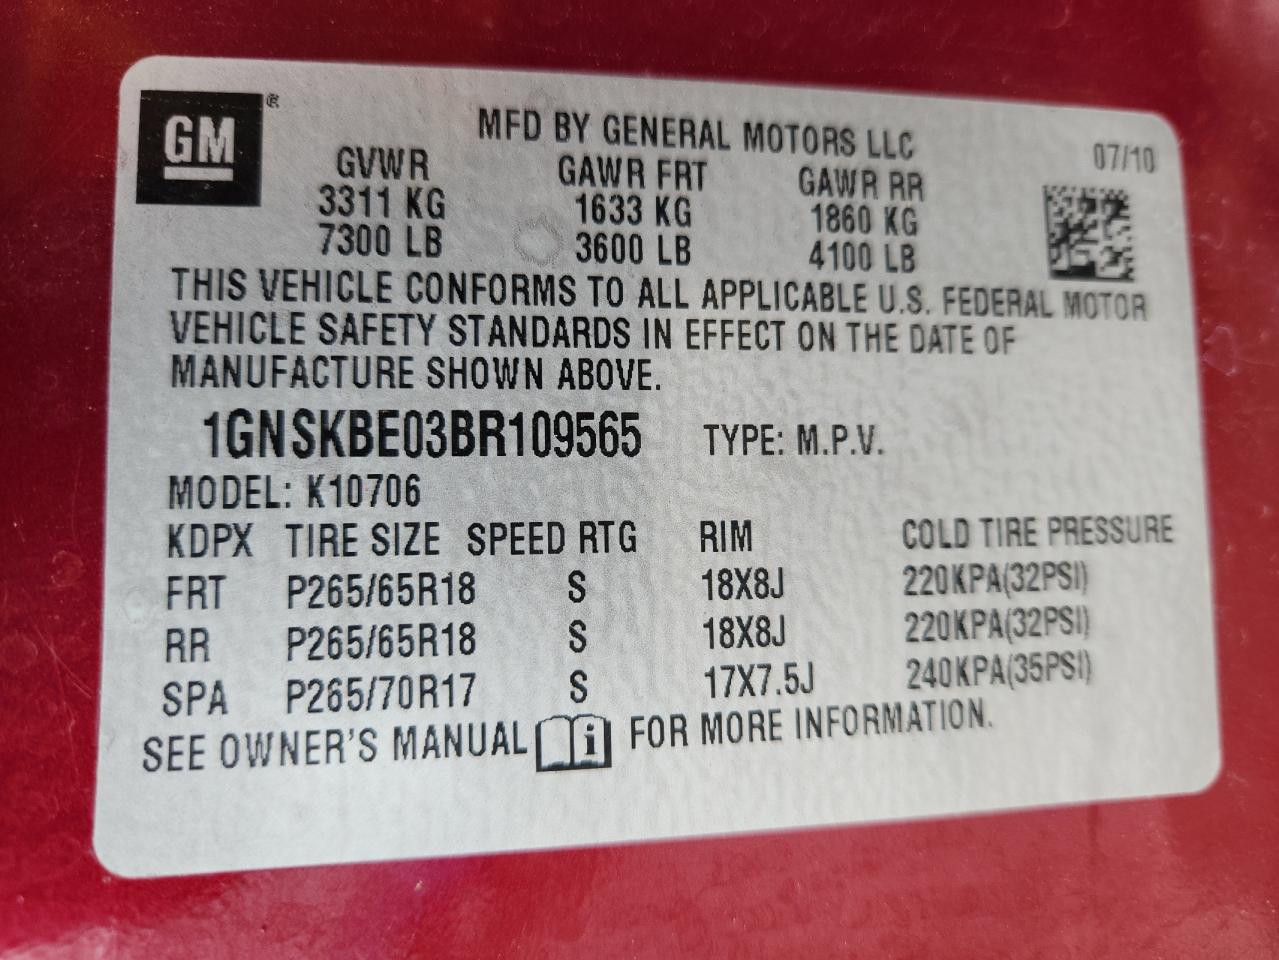 GM ®
MFD BY GENERAL MOTORS LLC
07/10
GVWR GAWR FRT GAWR RR
3311 KG 1633 KG 1860 KG
7300 LB 3600 LB 4100 LB
THIS VEHICLE CONFORMS TO ALL APPLICABLE U.S. FEDERAL MOTOR
VEHICLE SAFETY STANDARDS IN EFFECT ON THE DATE OF
MANUFACTURE SHOWN ABOVE.
1GNSKBE03BR109565 TYPE: M.P.V.
MODEL: K10706
KDPX TIRE SIZE SPEED RTG RIM COLD TIRE PRESSURE
FRT P265/65R18 S 18X8J 220KPA(32PSI)
RR P265/65R18 S 18X8J 220KPA(32PSI)
SPA P265/70R17 S 17X7.5J 240KPA(35PSI)
SEE OWNER'S MANUAL i FOR MORE INFORMATION.